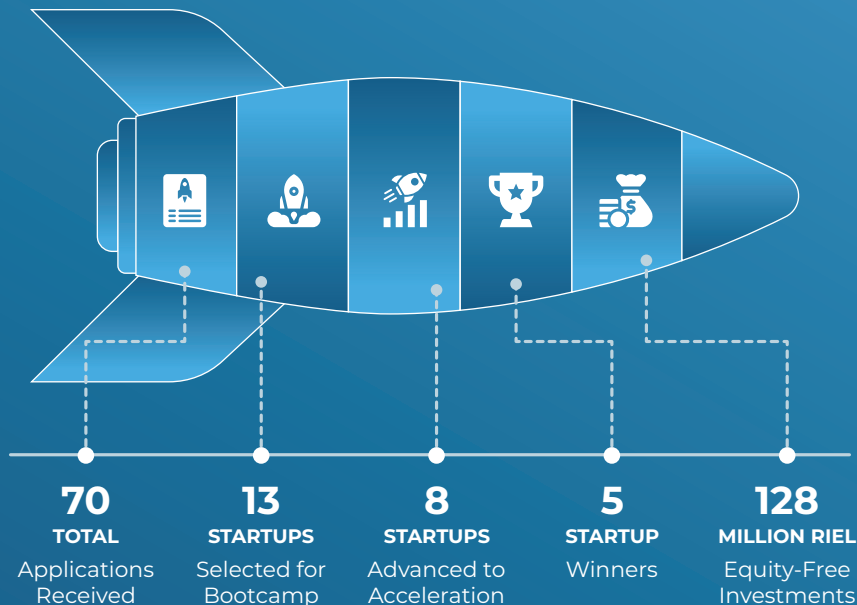 70
TOTAL
Applications
Received
13
STARTUPS
Selected for
Bootcamp
8
STARTUPS
Advanced to
Acceleration
5
STARTUP
Winners
128
MILLION RIEL
Equity-Free
Investments
$